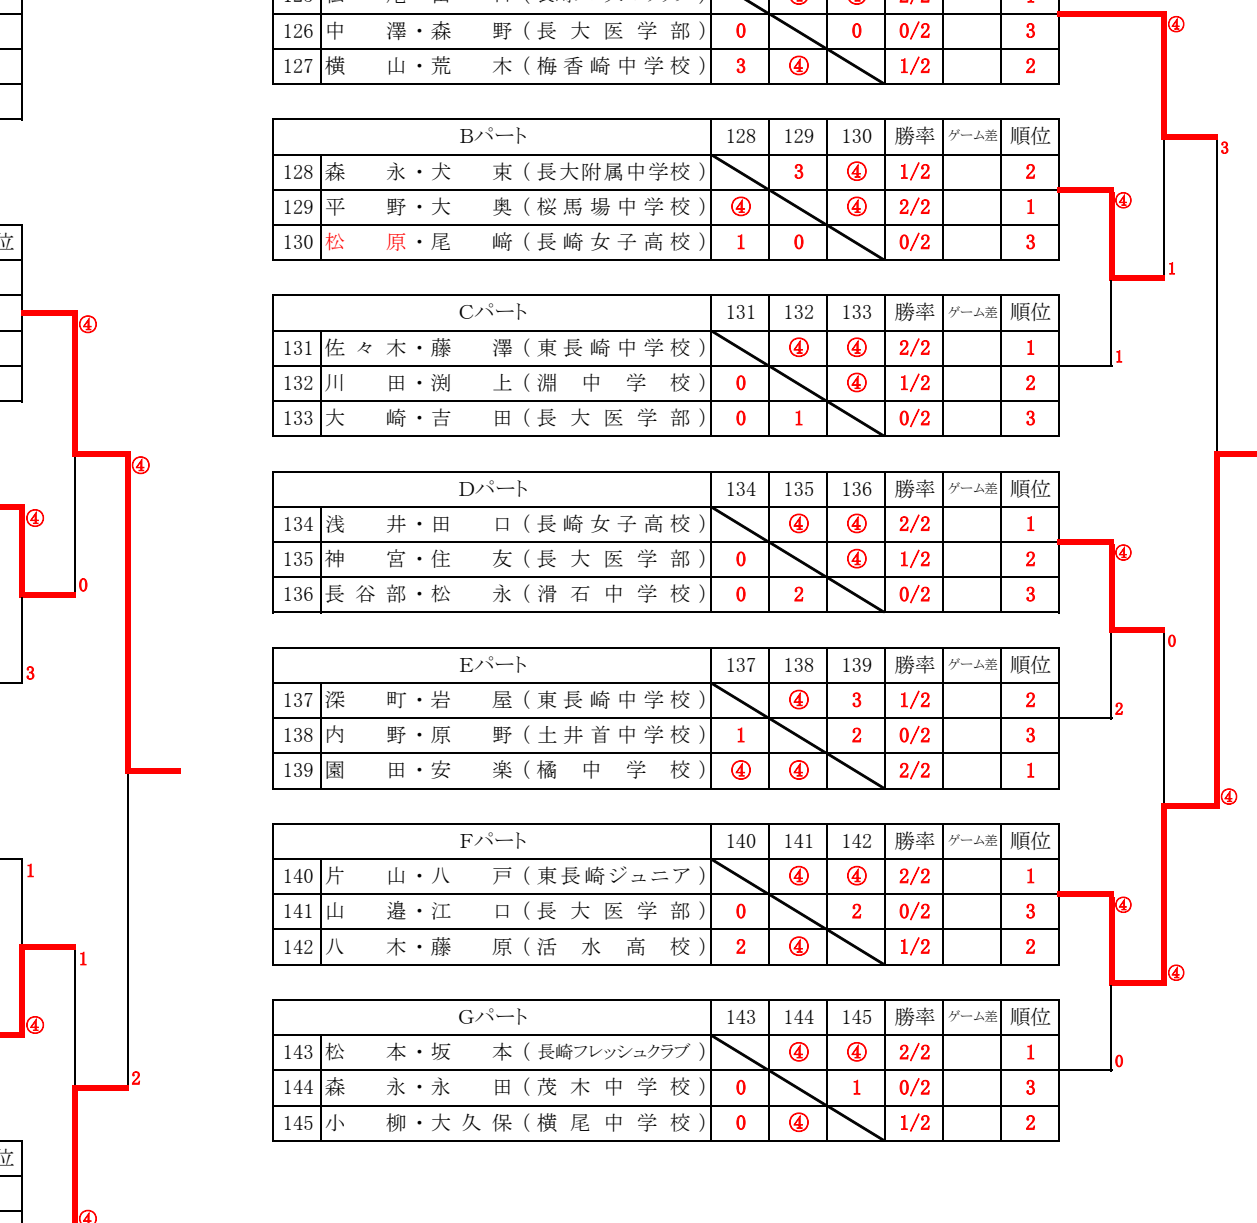 126 中澤・森野(長大医学部) 0 0 0/2 3
127 横山・荒木(梅香崎中学校) 3 ④ 1/2 2
Bパート 128 129 130 勝率 ゲーム差 順位
128 森永・犬束(長大附属中学校) 3 ④ 1/2 2
129 平野・大奥(桜馬場中学校) ④ ④ 2/2 1
130 松原・尾﨑(長崎女子高校) 1 0 0/2 3
Cパート 131 132 133 勝率 ゲーム差 順位
131 佐々木・藤澤(東長崎中学校) ④ ④ 2/2 1
132 川田・渕上(淵中学校) 0 ④ 1/2 2
133 大崎・吉田(長大医学部) 0 1 0/2 3
Dパート 134 135 136 勝率 ゲーム差 順位
134 浅井・田口(長崎女子高校) ④ ④ 2/2 1
135 神宮・住友(長大医学部) 0 ④ 1/2 2
136 長谷部・松永(滑石中学校) 0 2 0/2 3
Eパート 137 138 139 勝率 ゲーム差 順位
137 深町・岩屋(東長崎中学校) ④ 3 1/2 2
138 内野・原野(土井首中学校) 1 2 0/2 3
139 園田・安楽(橘中学校) ④ ④ 2/2 1
Fパート 140 141 142 勝率 ゲーム差 順位
140 片山・八戸(東長崎ジュニア) ④ ④ 2/2 1
141 山邉・江口(長大医学部) 0 2 0/2 3
142 八木・藤原(活水高校) 2 ④ 1/2 2
Gパート 143 144 145 勝率 ゲーム差 順位
143 松本・坂本(長崎フレッシュクラブ) ④ ④ 2/2 1
144 森永・永田(茂木中学校) 0 1 0/2 3
145 小柳・大久保(横尾中学校) 0 ④ 1/2 2
④
3
④
1
1
④
0
2
④
④
④
0
位
④
④
④
0
3
1
1
④
2
位
④